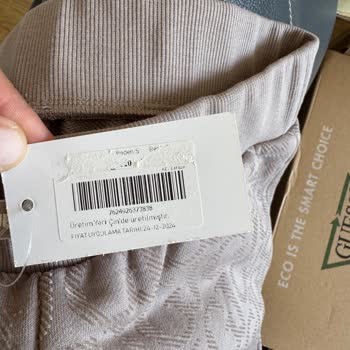 Beden:S
7624926373838
Üretim Yeri: Çin'de üretilmiştir.
FİYAT UYGULAMA TARİHİ:24-12-2024
ECO IS THE SMART CHOICE
GUESS